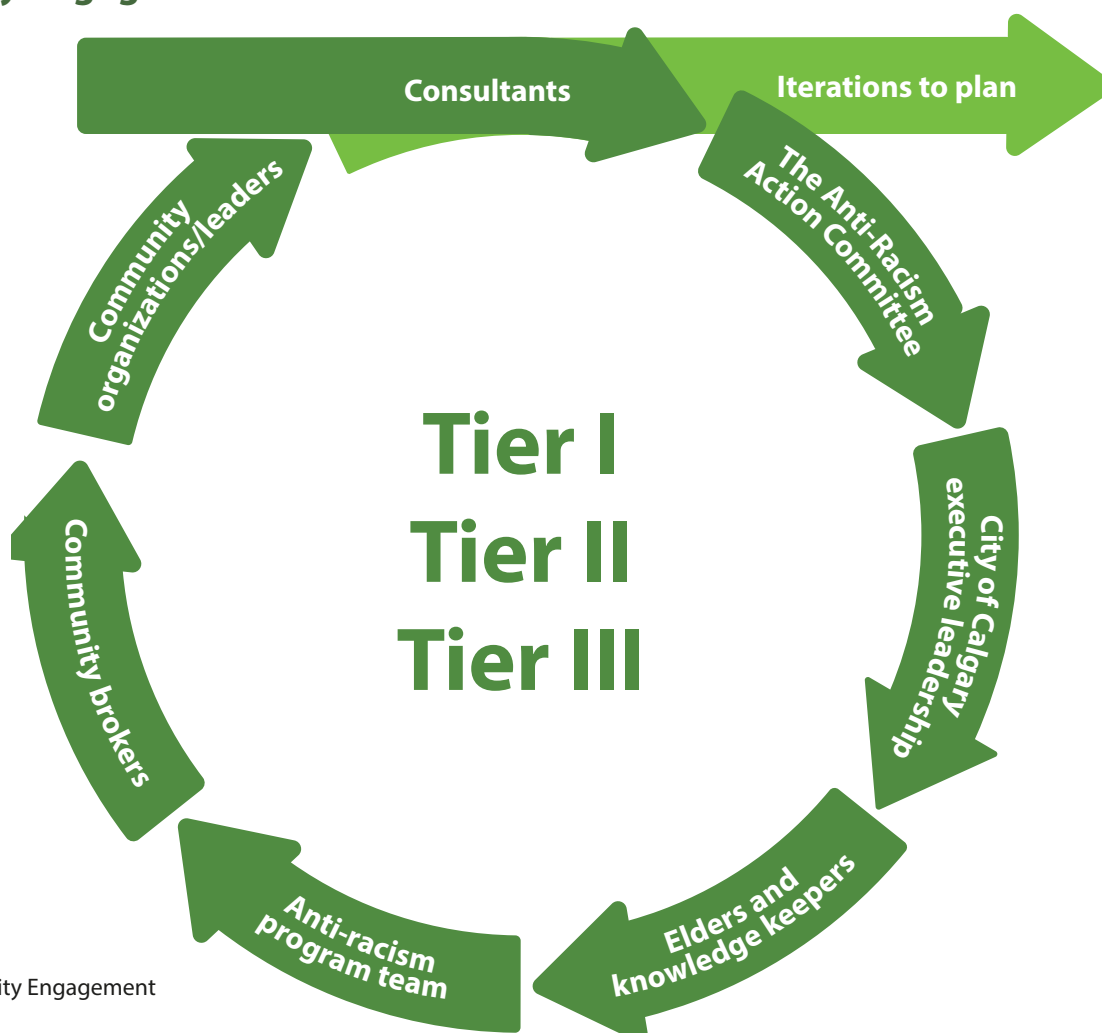 Consultants
Iterations to plan
The Anti-Racism
Action Committee
City of Calgary
executive leadership
Elders and
knowledge keepers
Anti-racism
program team
Community brokers
Community
organizations/leaders
Tier I
Tier II
Tier III
ity Engagement